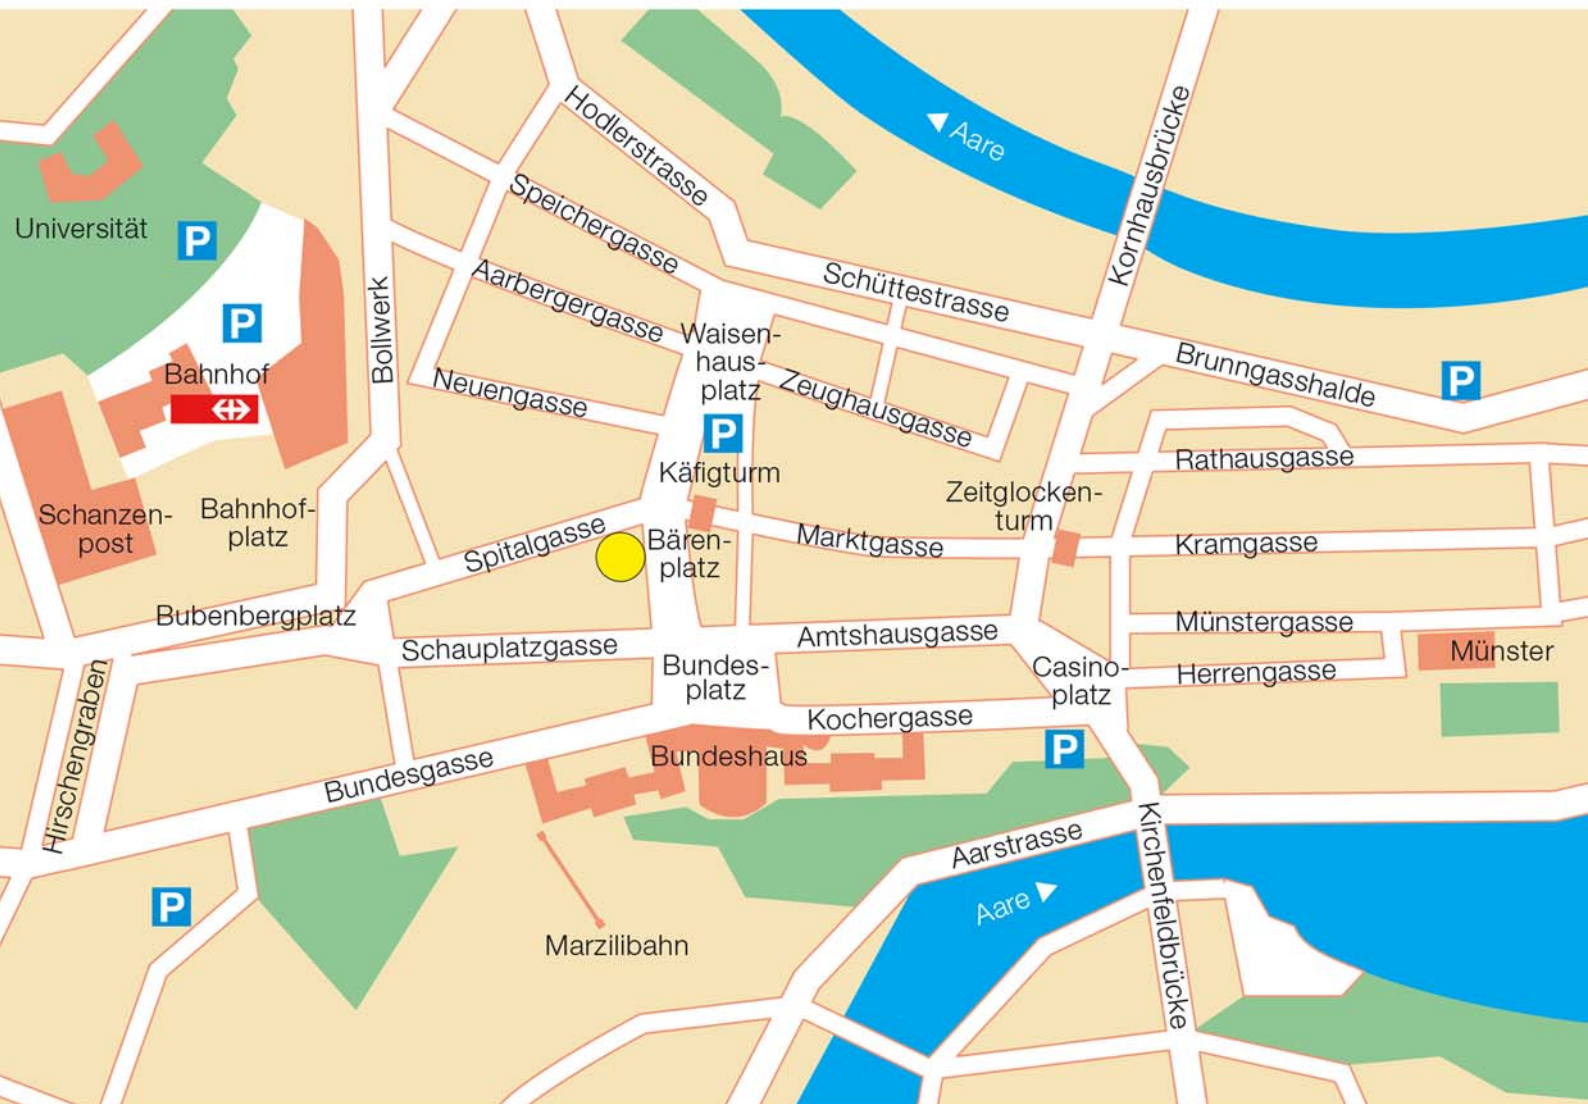 Aare
Kornhausbrücke
Hodlerstrasse
Universität
P
Speichergasse
Aarbergergasse
Schüttestrasse
P
Bollwerk
Bahnhof
Waisen-
haus-
platz
P
Neuengasse
Zeughausgasse
Brunngasshalde
P
Käfigturm
Rathausgasse
Zeitglocken-
turm
Schanzen-
post
Bahnhof-
platz
Spitalgasse
Bären-
platz
Marktgasse
Kramgasse
Bubenbergplatz
Schauplatzgasse
Amtshausgasse
Münstergasse
Münster
Bundes-
platz
Casino-
platz
Herrengasse
Hirschengraben
Kochergasse
P
Bundesgasse
Bundeshaus
Aarstrasse
Kirchenfeldbrücke
P
Aare
Marzilibahn